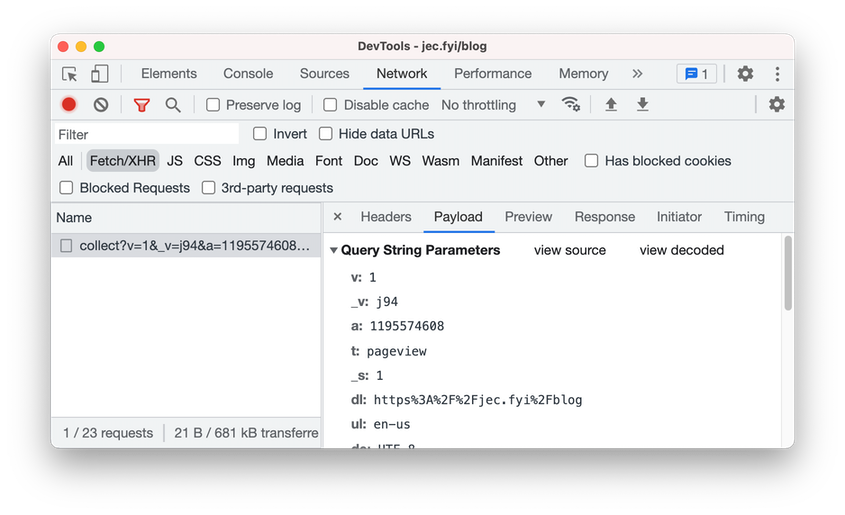 DevTools - jec.fyi/blog
Elements Console Sources Network Performance Memory » 1
Preserve log Disable cache No throttling
Filter Invert Hide data URLs
All Fetch/XHR JS CSS Img Media Font Doc WS Wasm Manifest Other Has blocked cookies
Blocked Requests 3rd-party requests
Name × Headers Payload Preview Response Initiator Timing
collect?v=1&_v=j94&a=1195574608… Query String Parameters view source view decoded
v: 1
_v: j94
a: 1195574608
t: pageview
_s: 1
dl: https%3A%2F%2Fjec.fyi%2Fblog
ul: en-us
de: UTF-8
1 / 23 requests 21 B / 681 kB transferre